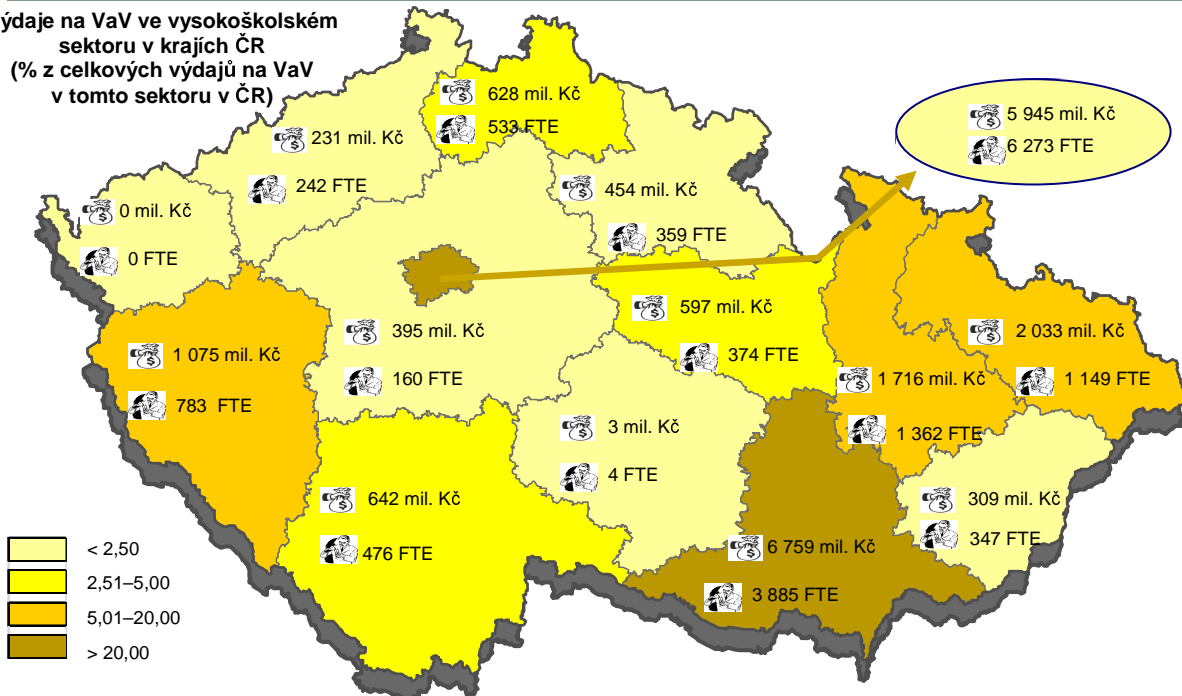 ýdaje na VaV ve vysokoškolském
sektoru v krajích ČR
(% z celkových výdajů na VaV
v tomto sektoru v ČR)
628 mil. Kč
533 FTE
5 945 mil. Kč
6 273 FTE
231 mil. Kč
242 FTE
454 mil. Kč
359 FTE
0 mil. Kč
0 FTE
597 mil. Kč
374 FTE
395 mil. Kč
160 FTE
2 033 mil. Kč
1 149 FTE
1 075 mil. Kč
783 FTE
1 716 mil. Kč
1 362 FTE
3 mil. Kč
4 FTE
642 mil. Kč
476 FTE
309 mil. Kč
347 FTE
6 759 mil. Kč
3 885 FTE
< 2,50
2,51–5,00
5,01–20,00
> 20,00